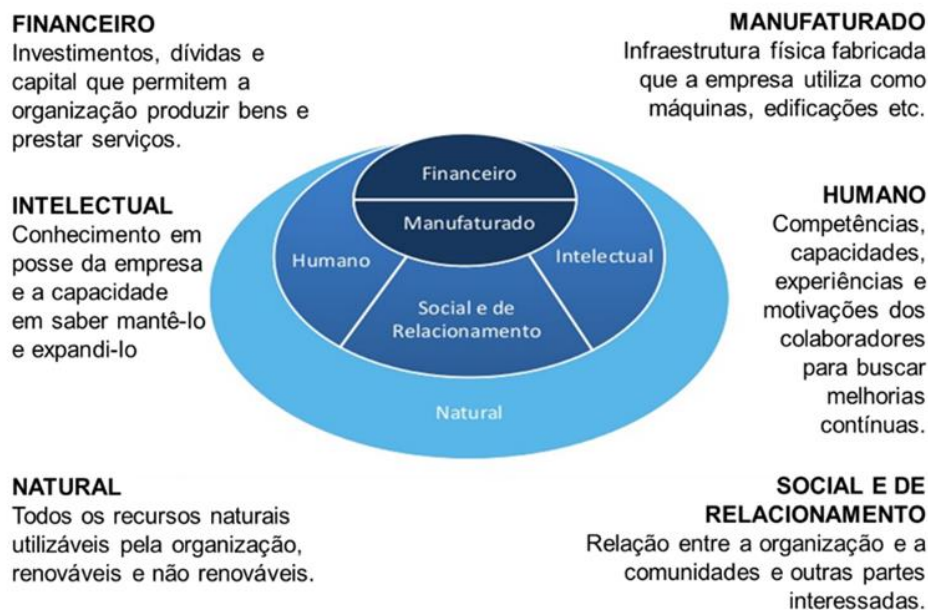 FINANCEIRO
Investimentos, dívidas e
capital que permitem a
organização produzir bens e
prestar serviços.
MANUFATURADO
Infraestrutura física fabricada
que a empresa utiliza como
máquinas, edificações etc.
INTELECTUAL
Conhecimento em
posse da empresa
e a capacidade
em saber mantê-lo
e expandi-lo
Financeiro
Manufaturado
Humano
Intelectual
Social e de
Relacionamento
Natural
HUMANO
Competências,
capacidades,
experiências e
motivações dos
colaboradores
para buscar
melhorias
contínuas.
NATURAL
Todos os recursos naturais
utilizáveis pela organização,
renováveis e não renováveis.
SOCIAL E DE
RELACIONAMENTO
Relação entre a organização e a
comunidades e outras partes
interessadas.